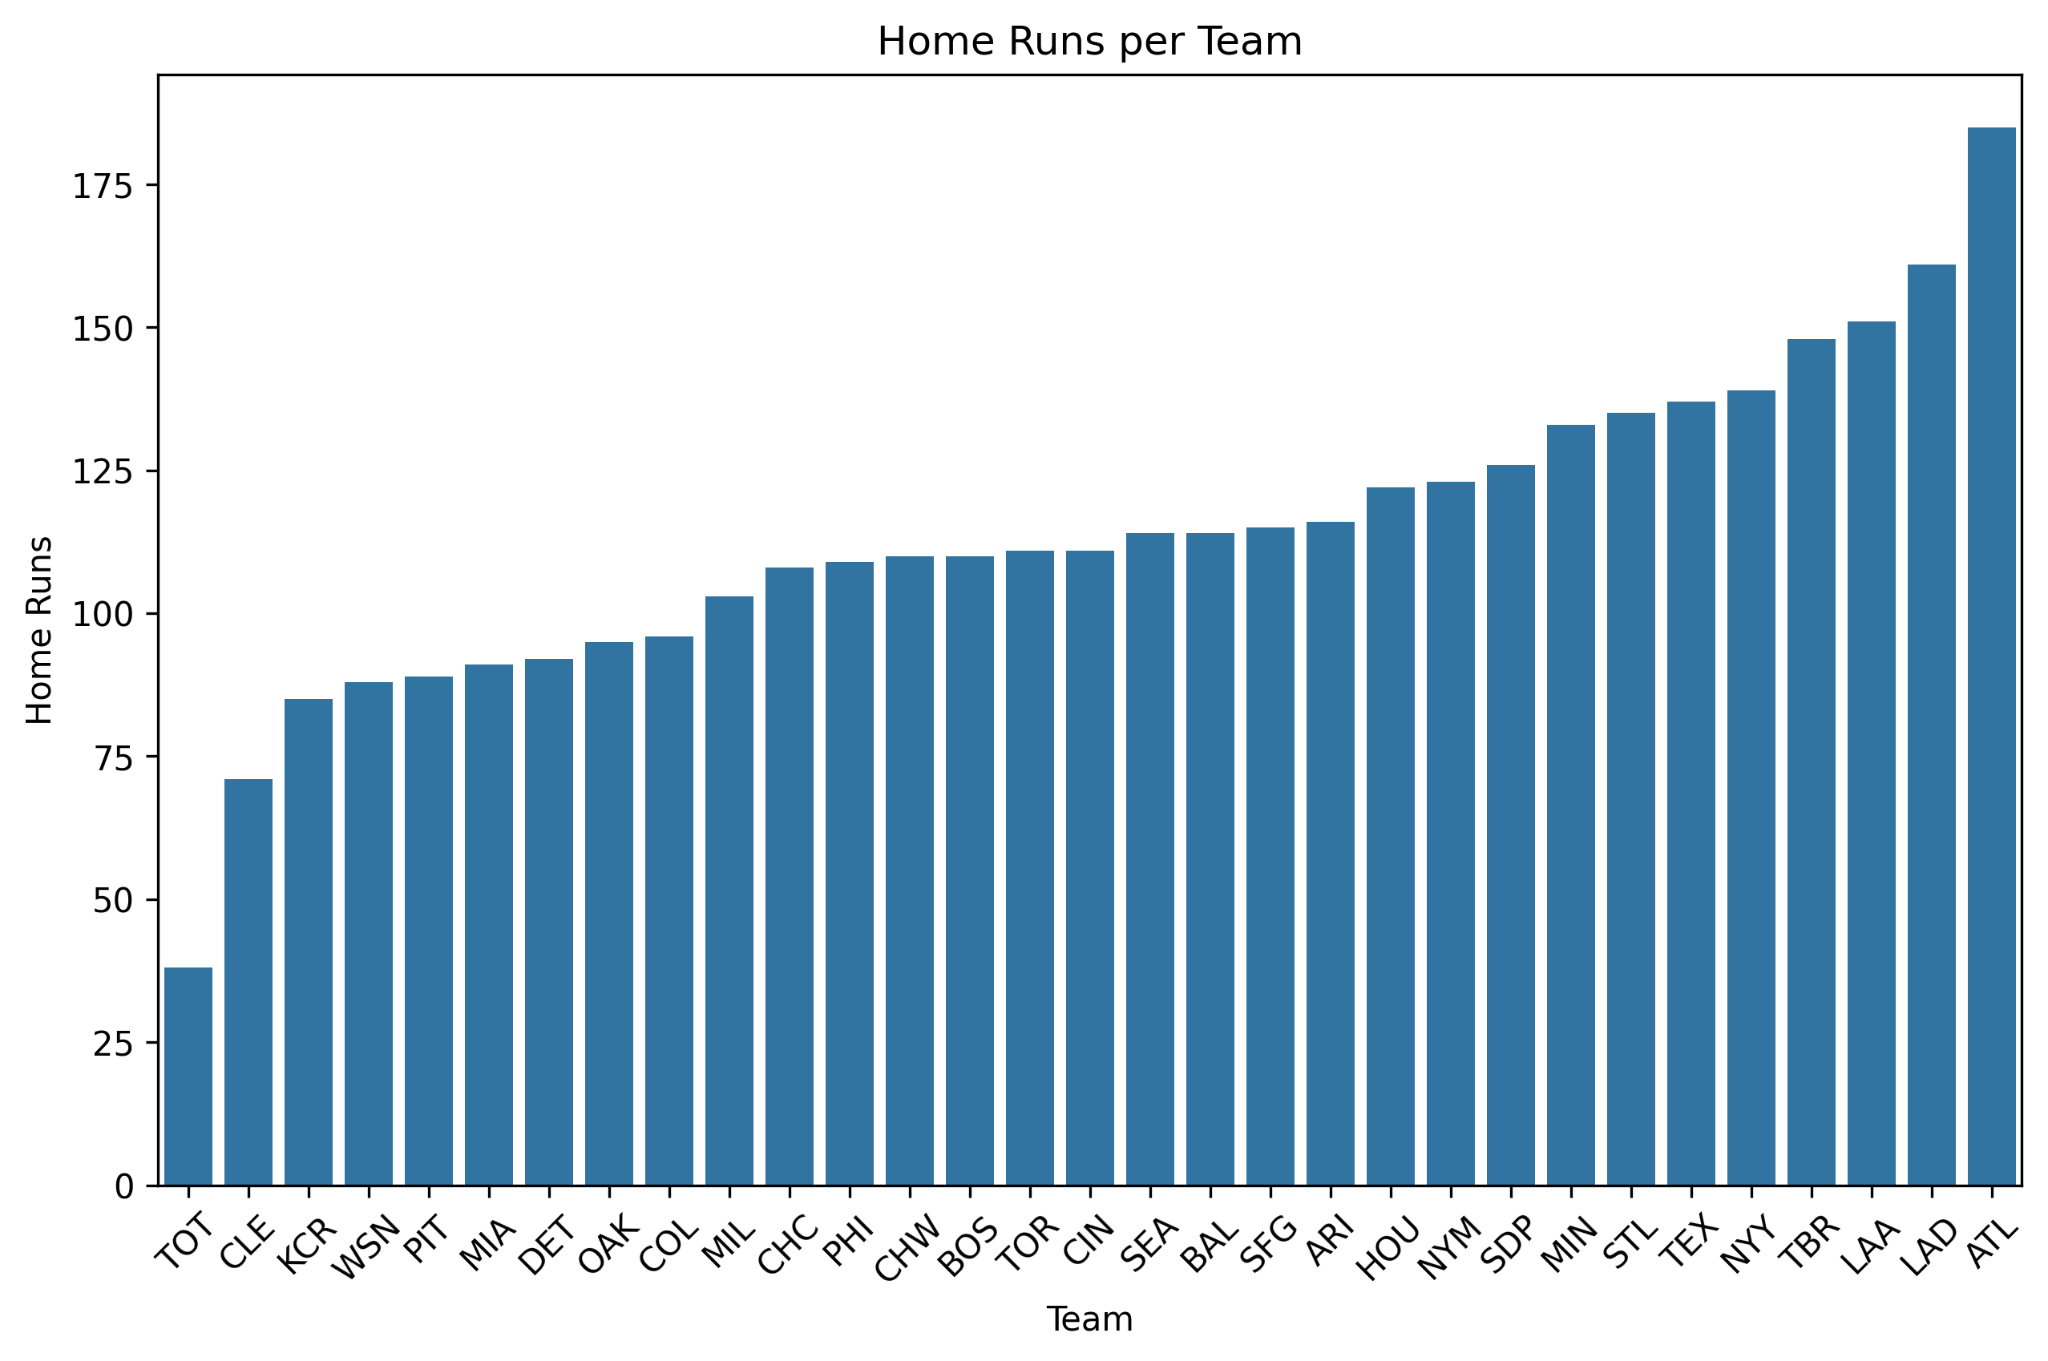 Home Runs per Team
175
150
125
100
75
50
25
0
Home Runs
TOT CLE KCR WSN PIT MIA DET OAK COL MIL CHC PHI CHW BOS TOR CIN SEA BAL SFG ARI HOU NYM SDP MIN STL TEX NYY TBR LAA LAD ATL
Team